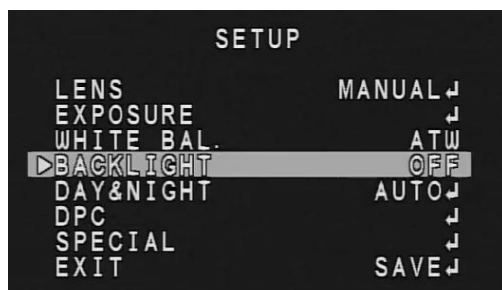 SETUP
LENS MANUAL↲
EXPOSURE ↲
WHITE BAL. ATW
▷BACKLIGHT OFF
DAY&NIGHT AUTO↲
DPC ↲
SPECIAL ↲
EXIT SAVE↲